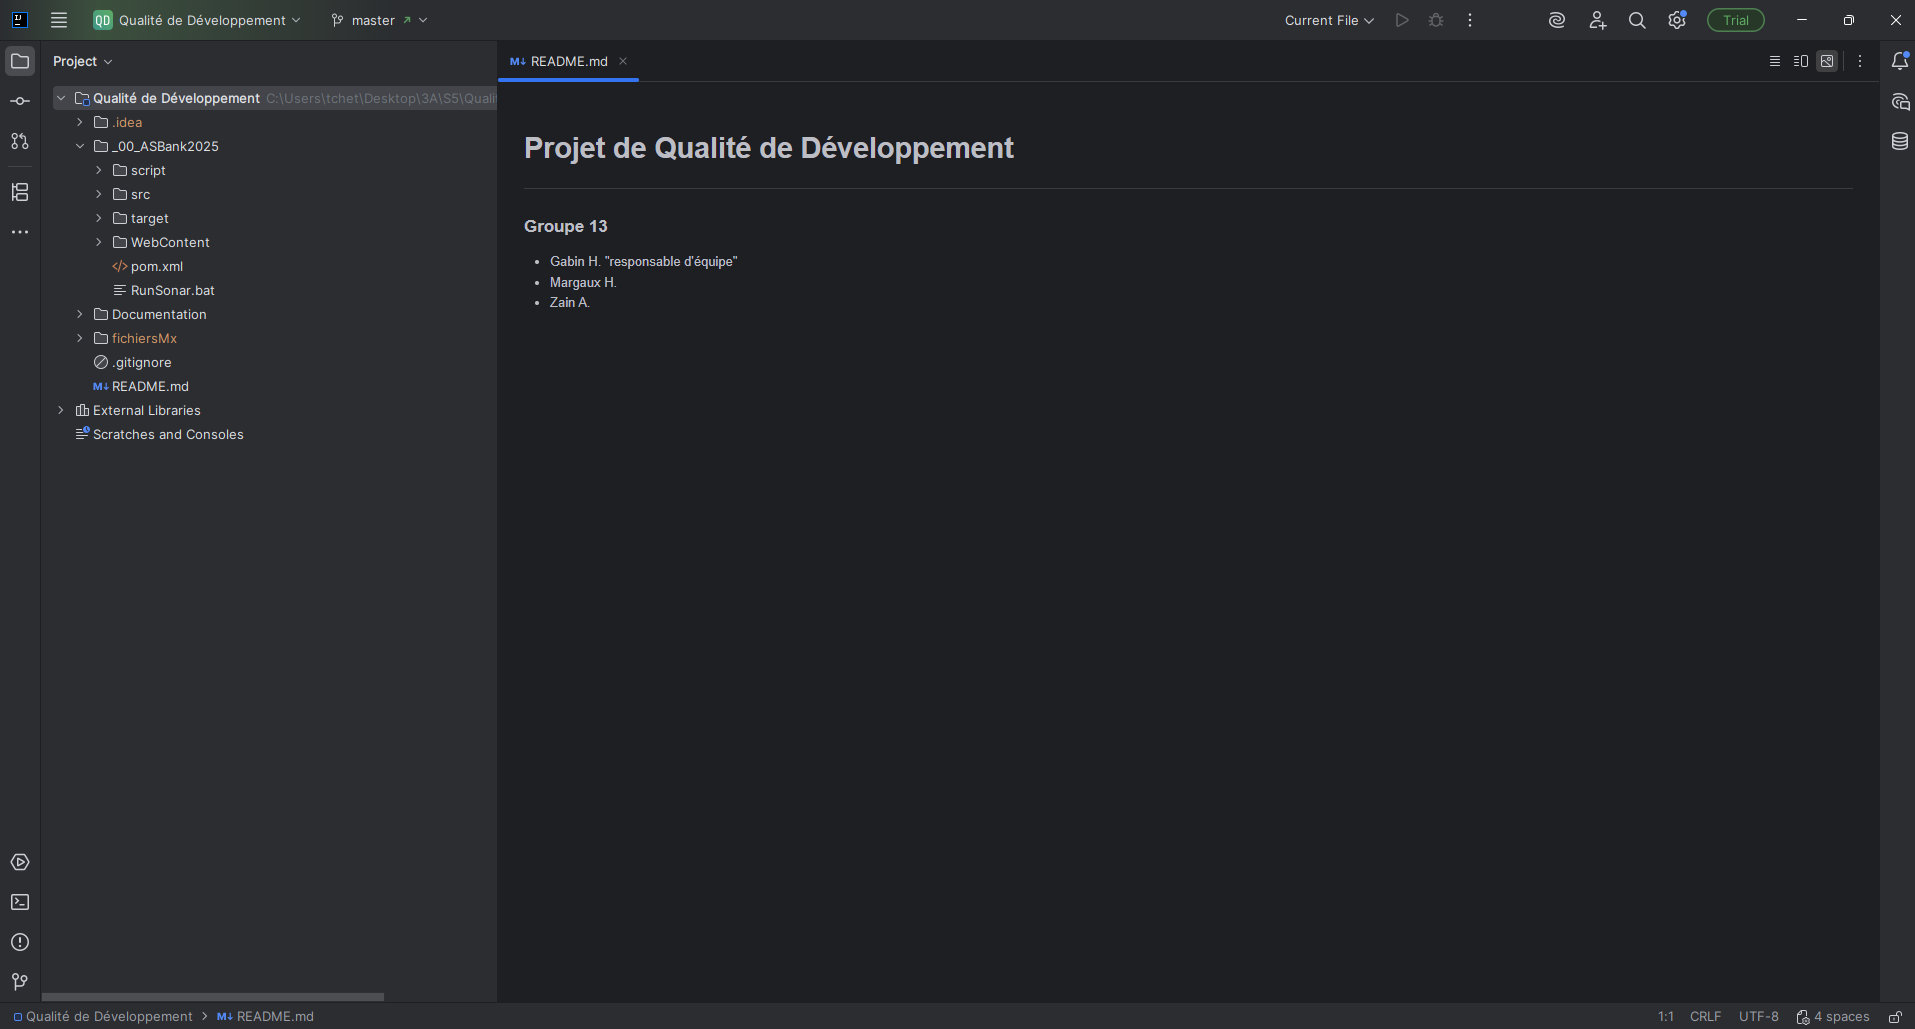 QD Qualité de Développement master Current File Trial
Project
M↓ README.md
Qualité de Développement C:\Users\tchet\Desktop\3A\S5\Quali
.idea
_00_ASBank2025
script
src
target
WebContent
</> pom.xml
RunSonar.bat
Documentation
fichiersMx
.gitignore
M↓ README.md
External Libraries
Scratches and Consoles
Projet de Qualité de Développement
Groupe 13
• Gabin H. "responsable d'équipe"
• Margaux H.
• Zain A.
Qualité de Développement > M↓ README.md 1:1 CRLF UTF-8 4 spaces